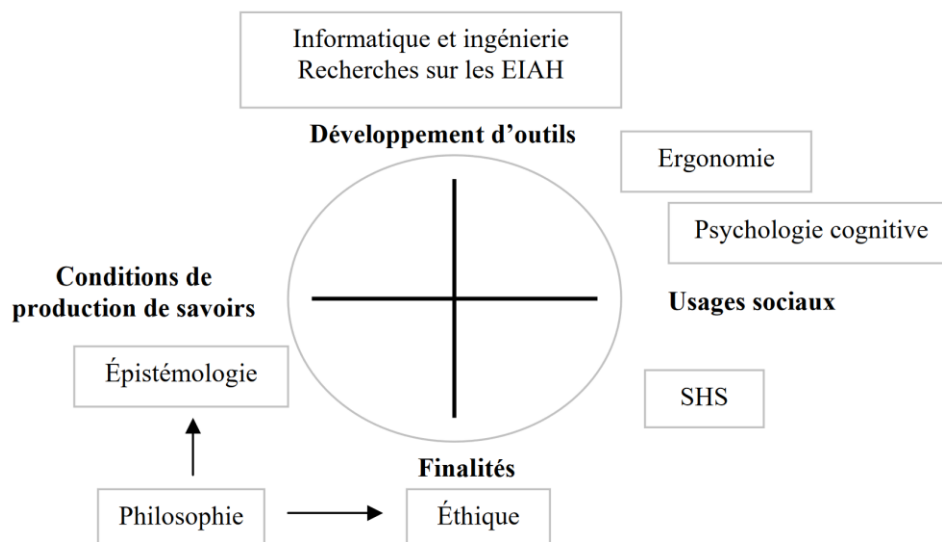 Informatique et ingénierie
Recherches sur les EIAH
Développement d’outils
Ergonomie
Psychologie cognitive
Conditions de
production de savoirs
Usages sociaux
Épistémologie
SHS
Finalités
Philosophie
Éthique